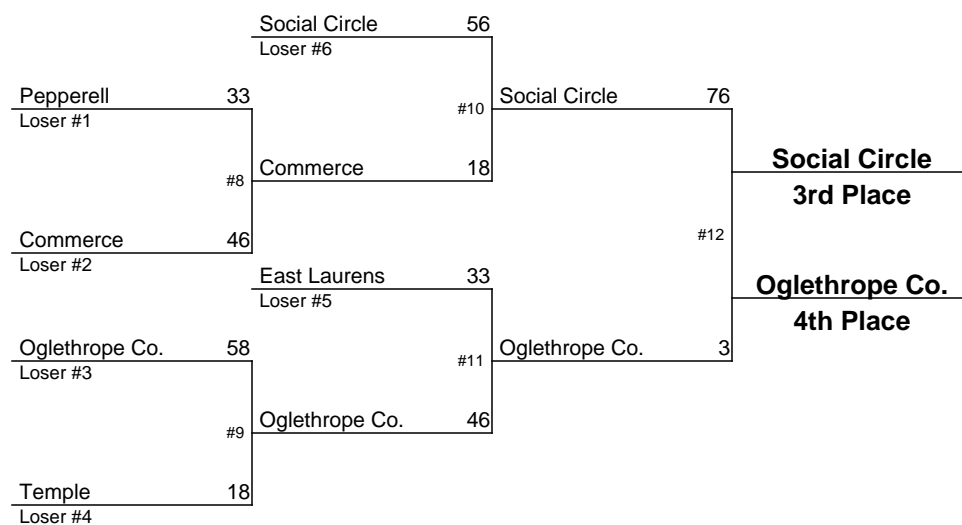 Social Circle 56
Loser #6
Pepperell 33
Loser #1
#10
Social Circle 76
Social Circle
3rd Place
#8
Commerce 18
#12
Commerce 46
Loser #2
East Laurens 33
Loser #5
Oglethrope Co.
4th Place
Oglethrope Co. 58
Loser #3
#11
Oglethrope Co. 3
#9
Oglethrope Co. 46
Temple 18
Loser #4